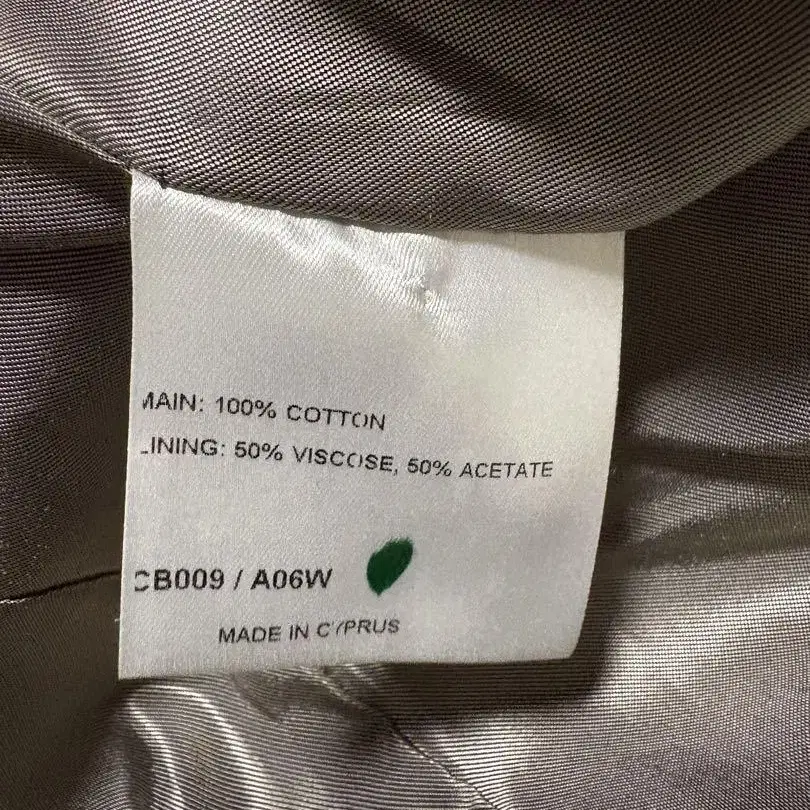 MAIN: 100% COTTON
LINING: 50% VISCOSE, 50% ACETATE
CB009 / A06W
MADE IN CYPRUS